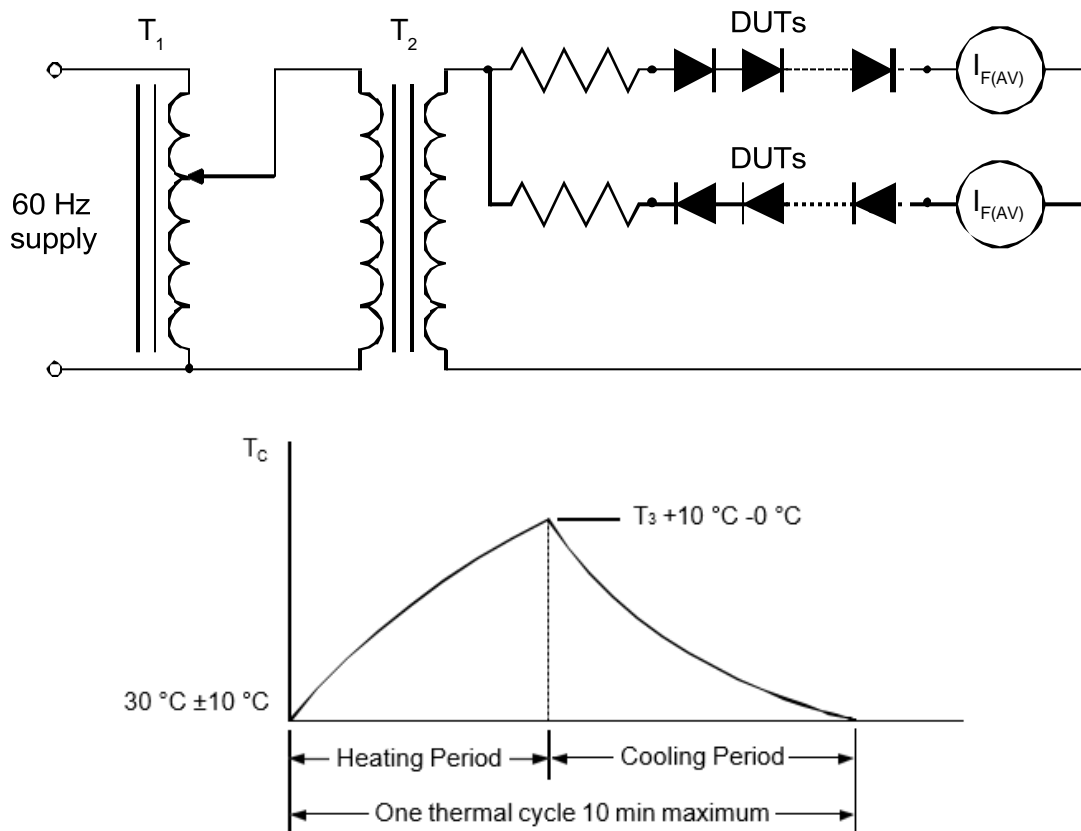 T1
T2
DUTs
IF(AV)
DUTs
IF(AV)
60 Hz
supply
TC
T3 +10 °C -0 °C
30 °C ±10 °C
Heating Period
Cooling Period
One thermal cycle 10 min maximum